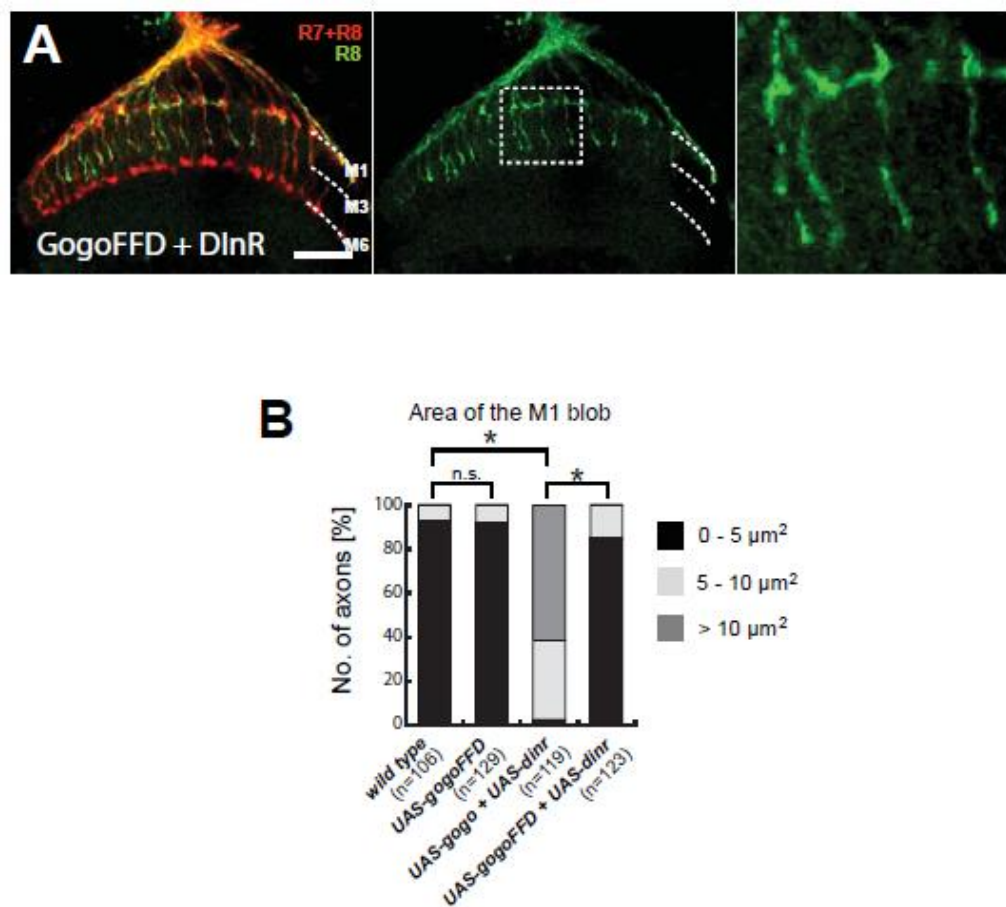 A
R7+R8
R8
M1
M3
M6
GogoFFD + DInR
B
Area of the M1 blob
*
n.s.
*
No. of axons [%]
100
80
60
40
20
0
0 - 5 µm²
5 - 10 µm²
> 10 µm²
wild type
(n=106)
UAS-gogoFFD
(n=129)
UAS-gogo + UAS-dinr
(n=119)
UAS-gogoFFD + UAS-dinr
(n=123)